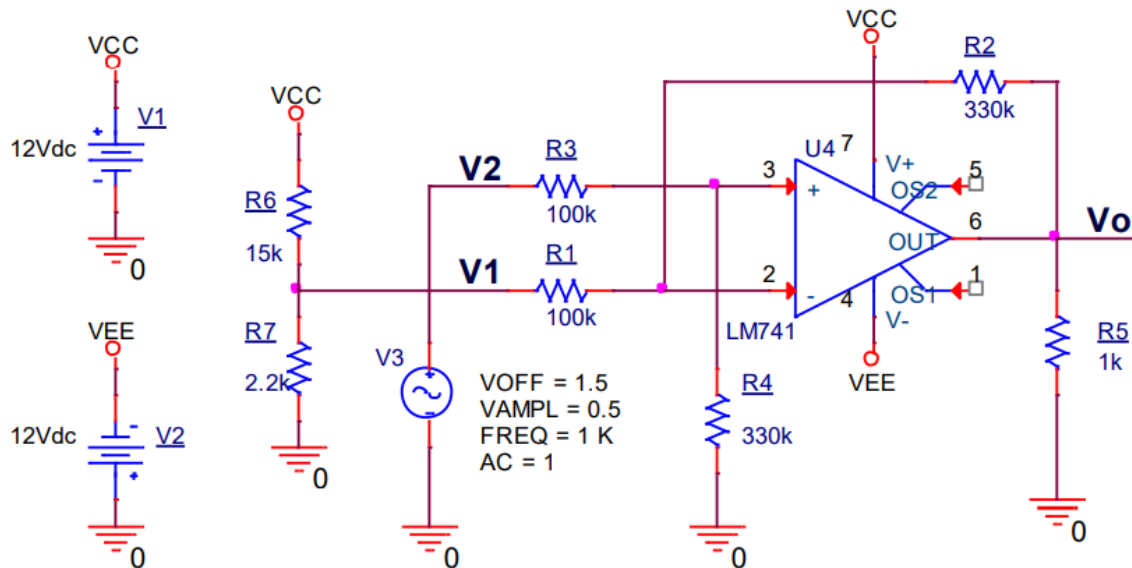 VCC
V1
12Vdc
+
-
0
VEE
12Vdc
-
V2
+
0
VCC
R6
15k
R7
2.2k
0
V2
V1
R3
100k
R1
100k
V3
+
-
VOFF = 1.5
VAMPL = 0.5
FREQ = 1 K
AC = 1
0
VCC
R2
330k
U4
7
V+
5
OS2
3
+
6
OUT
Vo
2
-
4
OS1
1
V-
LM741
VEE
R4
330k
0
R5
1k
0